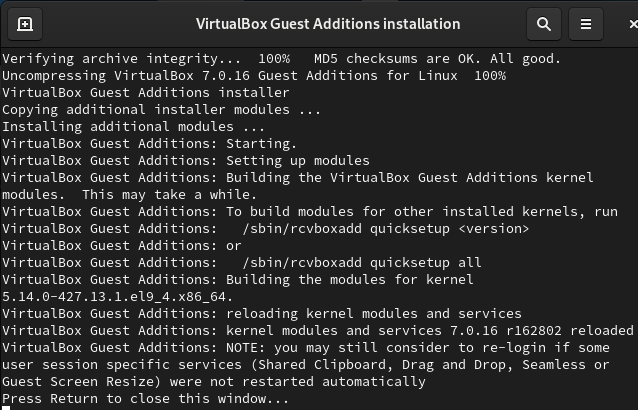 VirtualBox Guest Additions installation
Verifying archive integrity...  100%   MD5 checksums are OK. All good.
Uncompressing VirtualBox 7.0.16 Guest Additions for Linux  100%
VirtualBox Guest Additions installer
Copying additional installer modules ...
Installing additional modules ...
VirtualBox Guest Additions: Starting.
VirtualBox Guest Additions: Setting up modules
VirtualBox Guest Additions: Building the VirtualBox Guest Additions kernel
modules.  This may take a while.
VirtualBox Guest Additions: To build modules for other installed kernels, run
VirtualBox Guest Additions:   /sbin/rcvboxadd quicksetup <version>
VirtualBox Guest Additions: or
VirtualBox Guest Additions:   /sbin/rcvboxadd quicksetup all
VirtualBox Guest Additions: Building the modules for kernel
5.14.0-427.13.1.el9_4.x86_64.
VirtualBox Guest Additions: reloading kernel modules and services
VirtualBox Guest Additions: kernel modules and services 7.0.16 r162802 reloaded
VirtualBox Guest Additions: NOTE: you may still consider to re-login if some
user session specific services (Shared Clipboard, Drag and Drop, Seamless or
Guest Screen Resize) were not restarted automatically
Press Return to close this window...